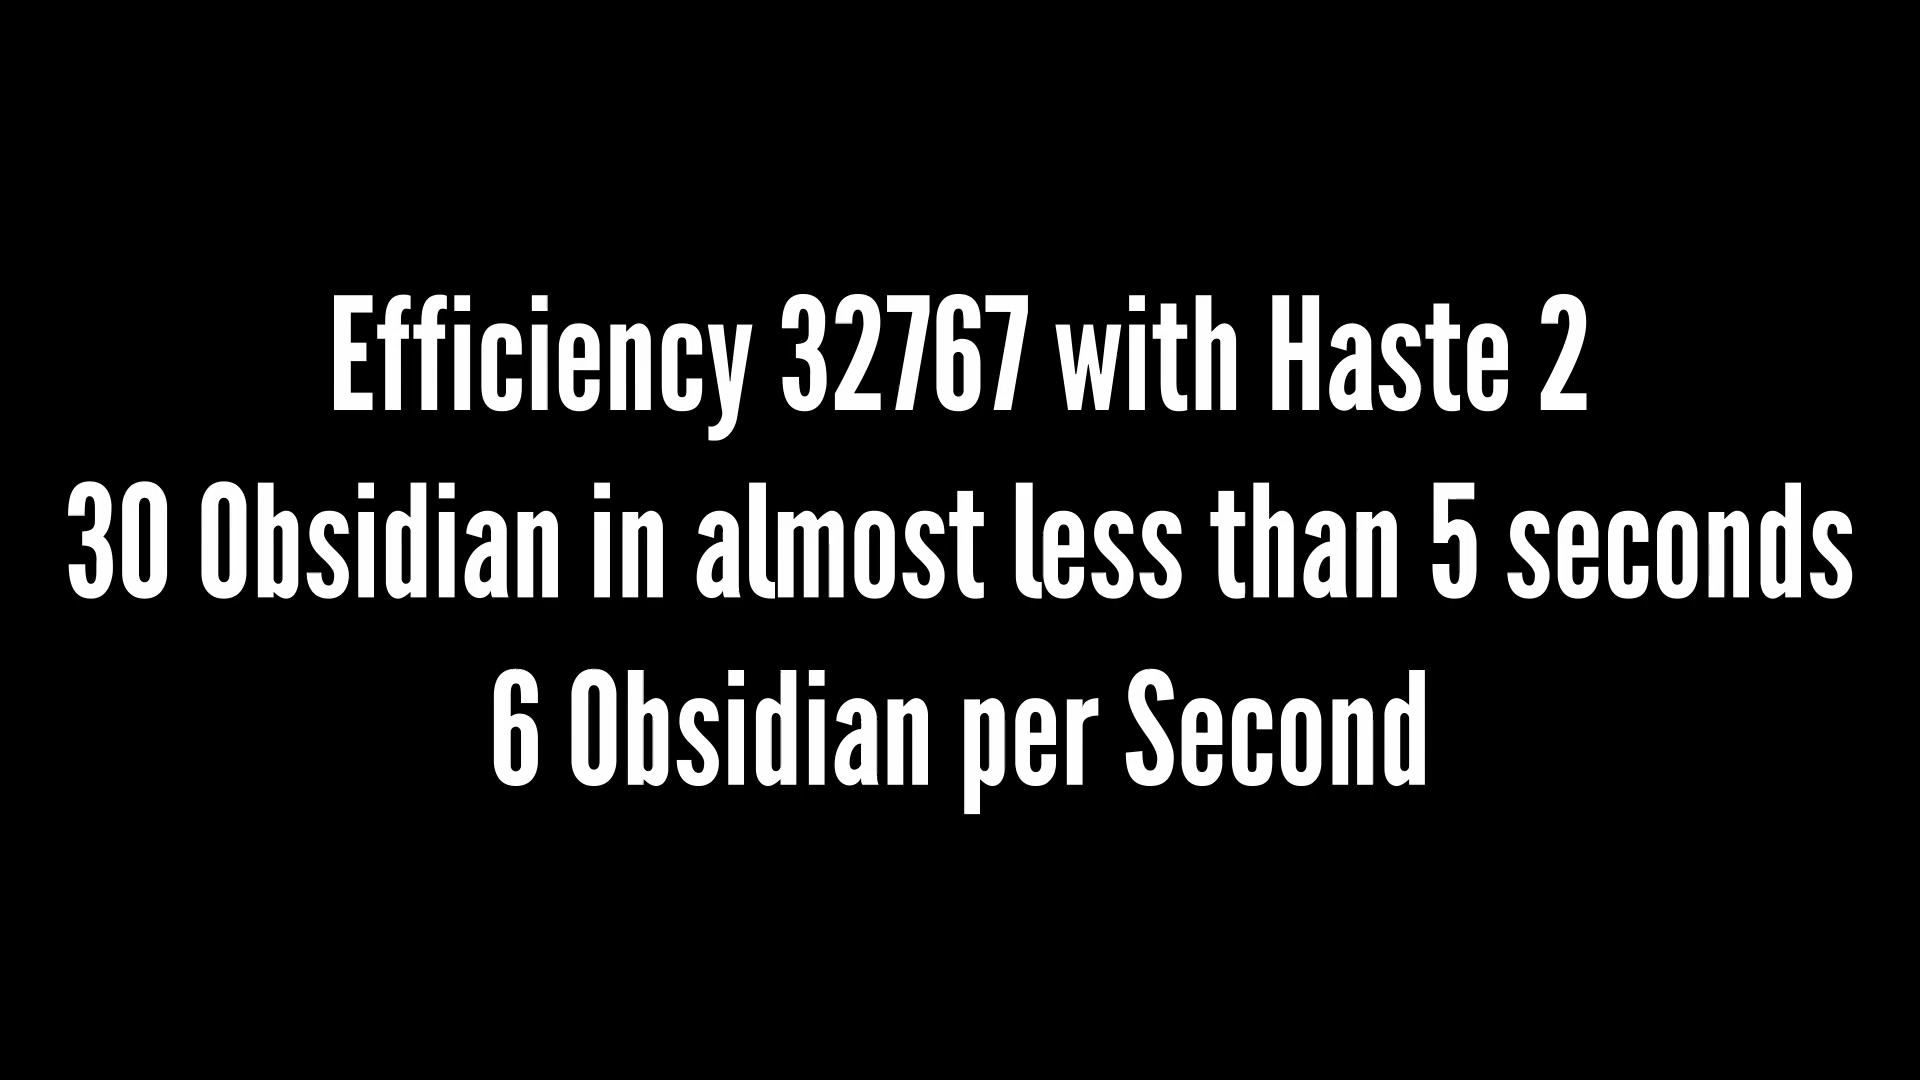 Efficiency 32767 with Haste 2
30 Obsidian in almost less than 5 seconds
6 Obsidian per Second